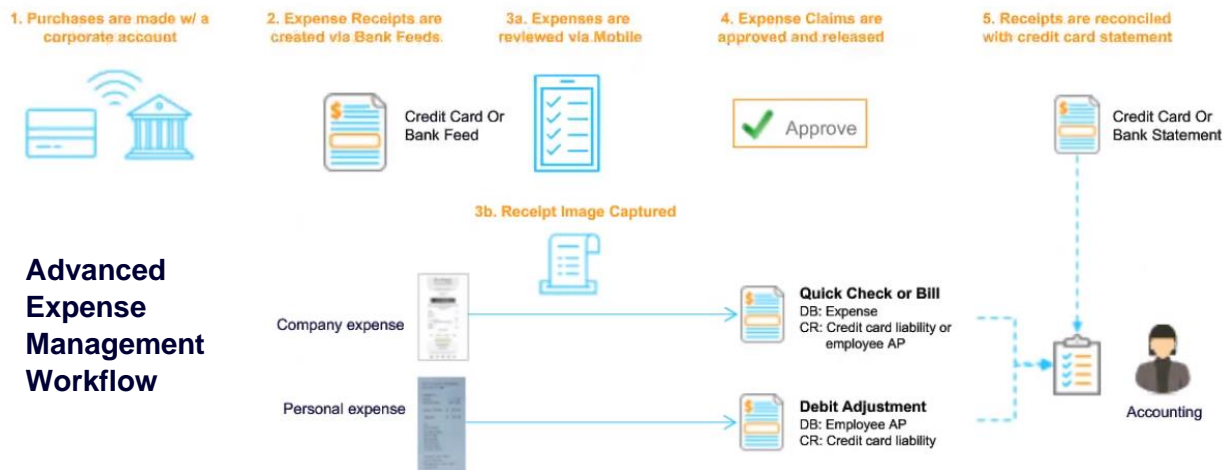 1. Purchases are made w/ a
corporate account
2. Expense Receipts are
created via Bank Feeds.
3a. Expenses are
reviewed via Mobile
4. Expense Claims are
approved and released
5. Receipts are reconciled
with credit card statement
Credit Card Or
Bank Feed
Approve
Credit Card Or
Bank Statement
3b. Receipt Image Captured
Advanced
Expense
Management
Workflow
Company expense
Quick Check or Bill
DB: Expense
CR: Credit card liability or
employee AP
Personal expense
Debit Adjustment
DB: Employee AP
CR: Credit card liability
Accounting